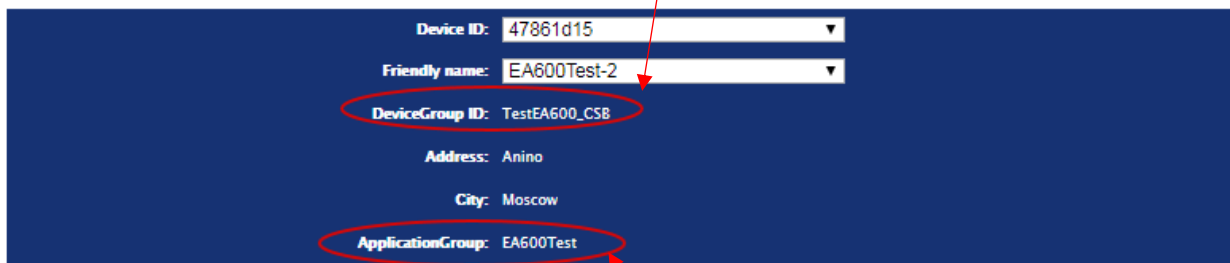 Device ID: 47861d15
Friendly name: EA600Test-2
DeviceGroup ID: TestEA600_CSB
Address: Anino
City: Moscow
ApplicationGroup: EA600Test